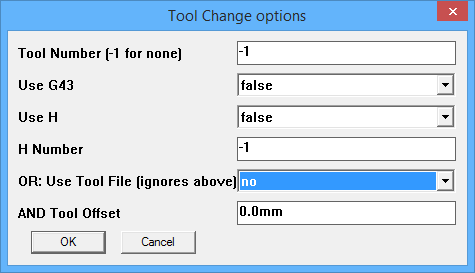 Tool Change options
Tool Number (-1 for none) -1
Use G43 false
Use H false
H Number -1
OR: Use Tool File (ignores above) no
AND Tool Offset 0.0mm
OK Cancel